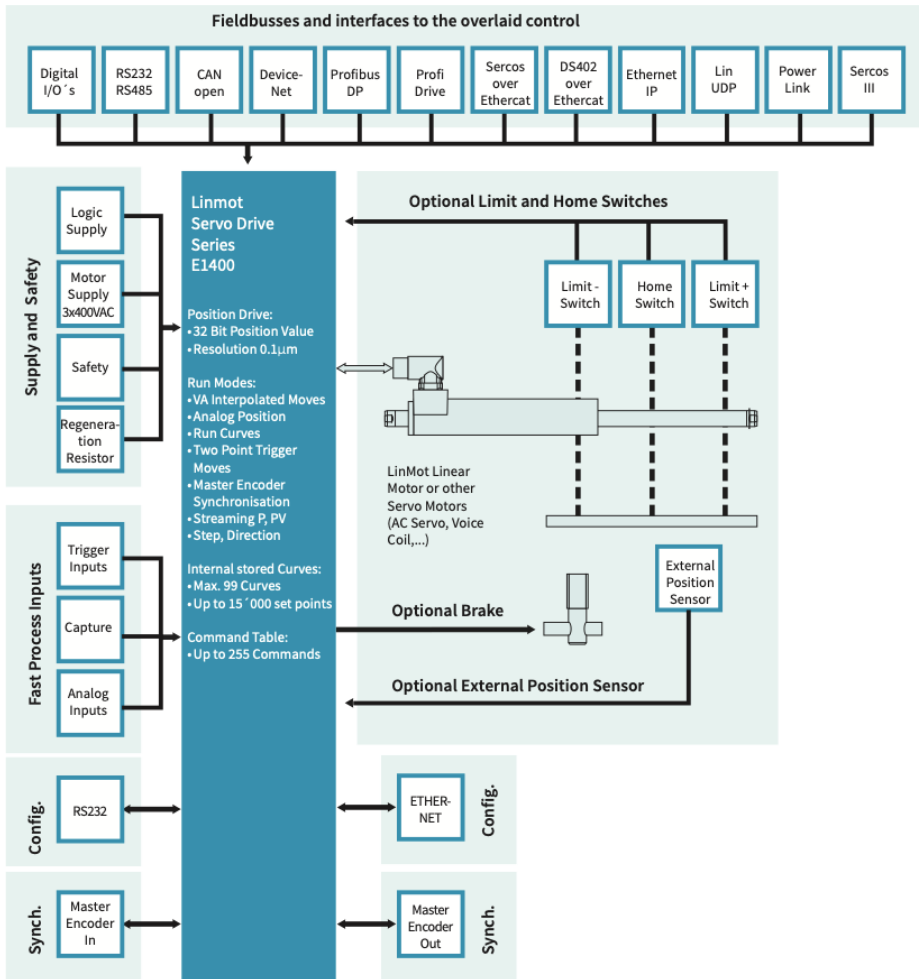 Fieldbusses and interfaces to the overlaid control
Digital
I/O´s
RS232
RS485
CAN
open
Device-
Net
Profibus
DP
Profi
Drive
Sercos
over
Ethercat
DS402
over
Ethercat
Ethernet
IP
Lin
UDP
Power
Link
Sercos
III
Supply and Safety
Logic
Supply
Motor
Supply
3x400VAC
Safety
Regenera-
tion
Resistor
Linmot
Servo Drive
Series
E1400
Position Drive:
• 32 Bit Position Value
• Resolution 0.1µm
Run Modes:
• VA Interpolated Moves
• Analog Position
• Run Curves
• Two Point Trigger
Moves
• Master Encoder
Synchronisation
• Streaming P, PV
• Step, Direction
Internal stored Curves:
• Max. 99 Curves
• Up to 15´000 set points
Command Table:
• Up to 255 Commands
Optional Limit and Home Switches
Limit -
Switch
Home
Switch
Limit +
Switch
LinMot Linear
Motor or other
Servo Motors
(AC Servo, Voice
Coil,...)
External
Position
Sensor
Optional Brake
Optional External Position Sensor
Fast Process Inputs
Trigger
Inputs
Capture
Analog
Inputs
Config.
RS232
ETHER-
NET
Config.
Synch.
Master
Encoder
In
Master
Encoder
Out
Synch.